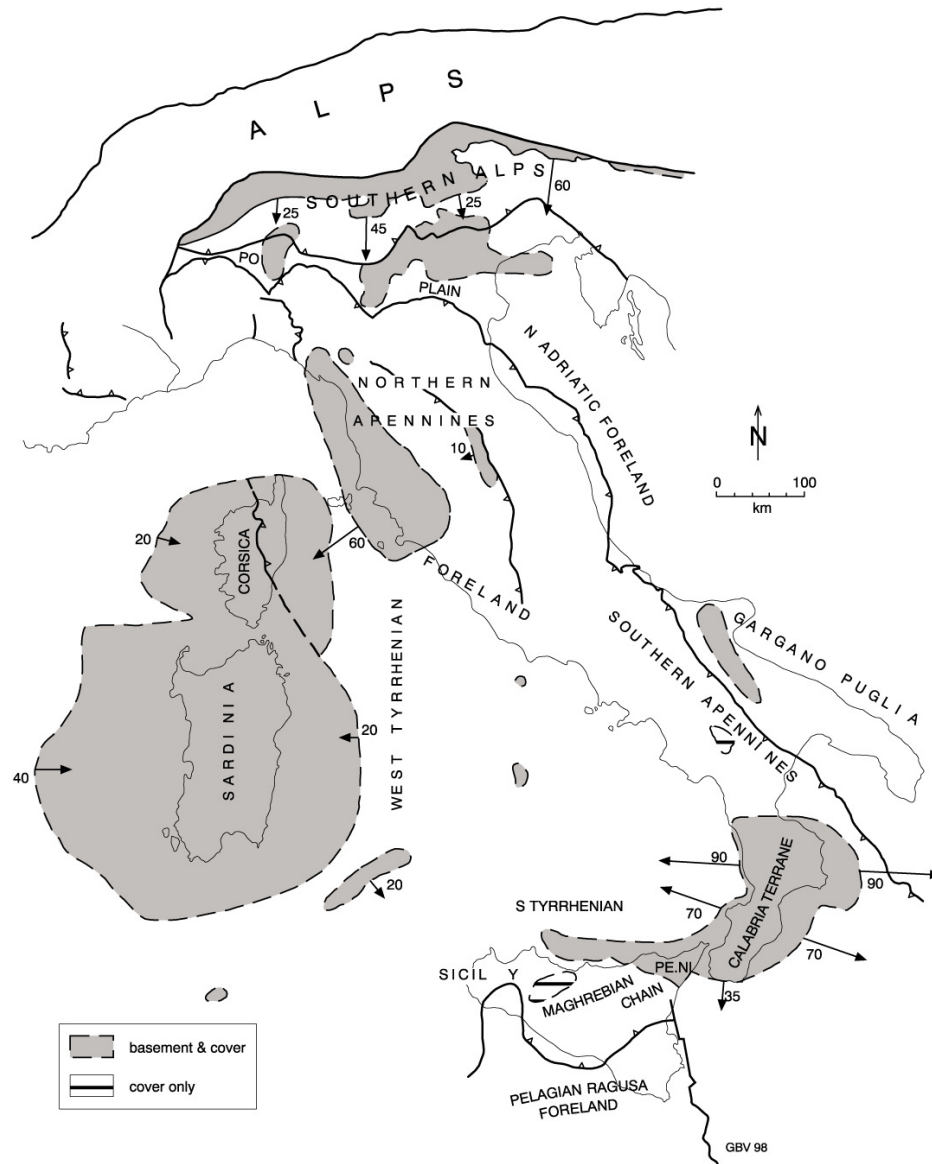 ALPS
SOUTHERN ALPS
60
25
25
45
PO
PLAIN
N ADRIATIC FORELAND
NORTHERN
APENNINES
10
N
0 100
km
20
CORSICA
60
FORELAND
GARGANO PUGLIA
SOUTHERN APENNINES
WEST TYRRHENIAN
SARDINIA
20
40
20
90
90
CALABRIA TERRANE
70
70
S TYRRHENIAN
PE.NI
35
SICIL Y
MAGHREBIAN
CHAIN
basement & cover
cover only
PELAGIAN RAGUSA
FORELAND
GBV 98